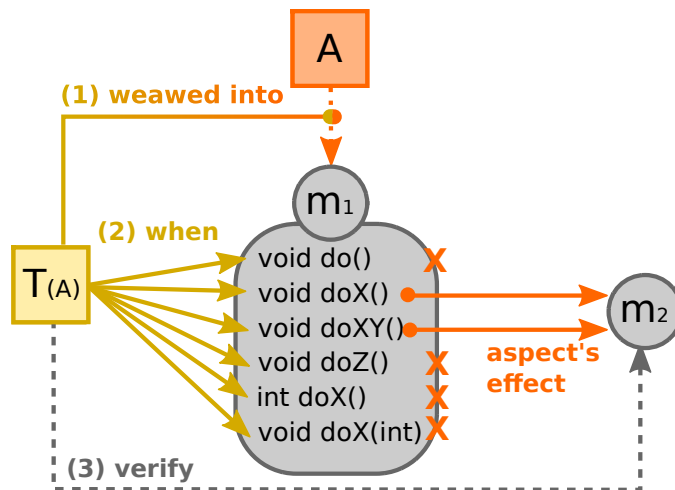 A
(1) weawed into
m1
(2) when
void do()
X
T(A)
void doX()
m2
void doXY()
aspect's
effect
void doZ()
X
int doX()
X
void doX(int)
X
(3) verify